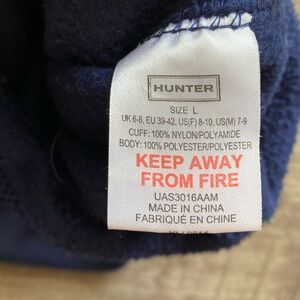 HUNTER
SIZE L
UK 6-8, EU 39-42, US(F) 8-10, US(M) 7-9
CUFF: 100% NYLON/POLYAMIDE
BODY: 100% POLYESTER/POLYESTER
KEEP AWAY
FROM FIRE
UAS3016AAM
MADE IN CHINA
FABRIQUÉ EN CHINE